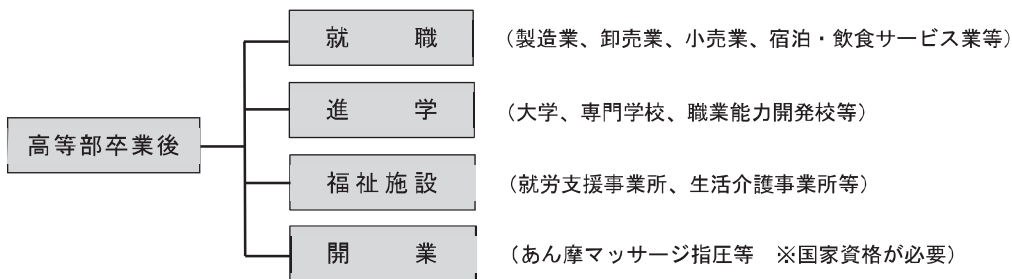 就職 (製造業、卸売業、小売業、宿泊・飲食サービス業等)
進学 (大学、専門学校、職業能力開発校等)
高等部卒業後
福祉施設 (就労支援事業所、生活介護事業所等)
開業 (あん摩マッサージ指圧等 ※国家資格が必要)